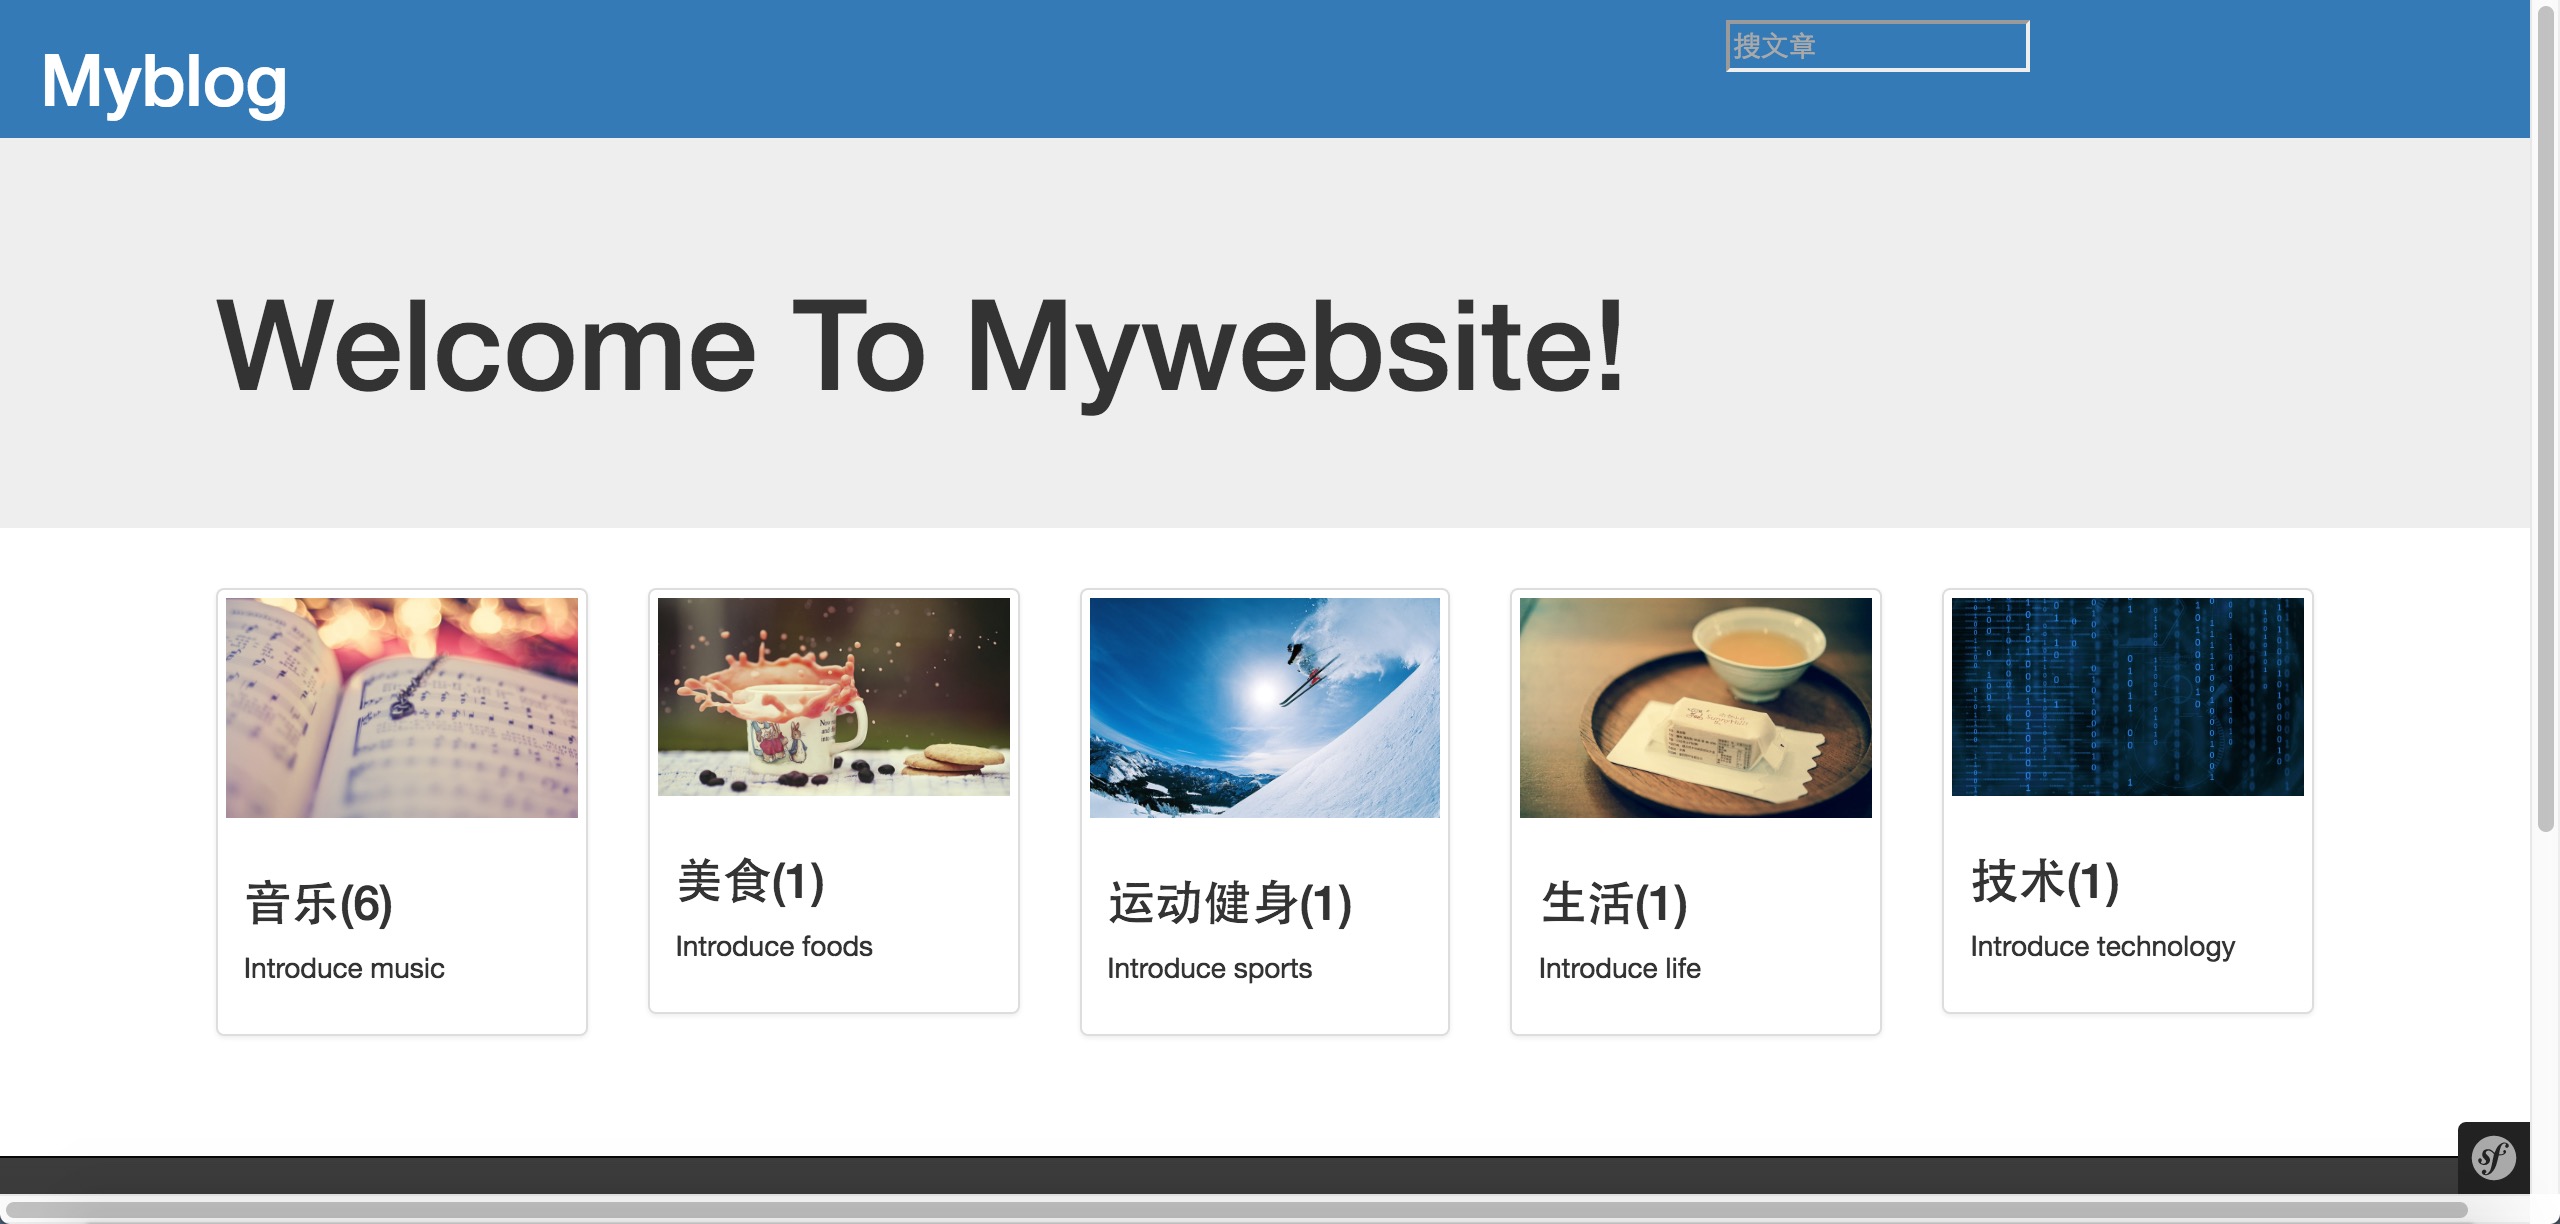 搜文章
Myblog
Welcome To Mywebsite!
音乐(6)
Introduce music
美食(1)
Introduce foods
运动健身(1)
Introduce sports
生活(1)
Introduce life
技术(1)
Introduce technology
sf